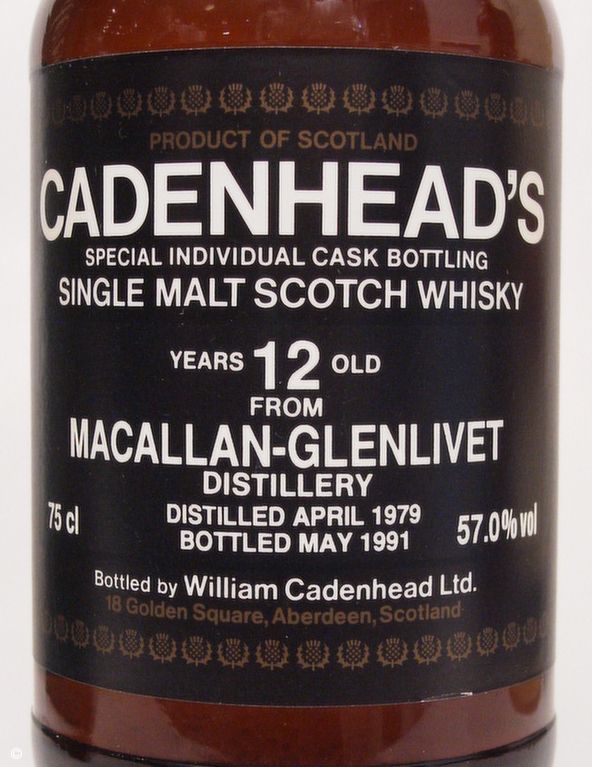 PRODUCT OF SCOTLAND
CADENHEAD'S
SPECIAL INDIVIDUAL CASK BOTTLING
SINGLE MALT SCOTCH WHISKY
YEARS 12 OLD
FROM
MACALLAN-GLENLIVET
DISTILLERY
75 cl
DISTILLED APRIL 1979
BOTTLED MAY 1991
57.0% vol
Bottled by William Cadenhead Ltd.
18 Golden Square, Aberdeen, Scotland
©